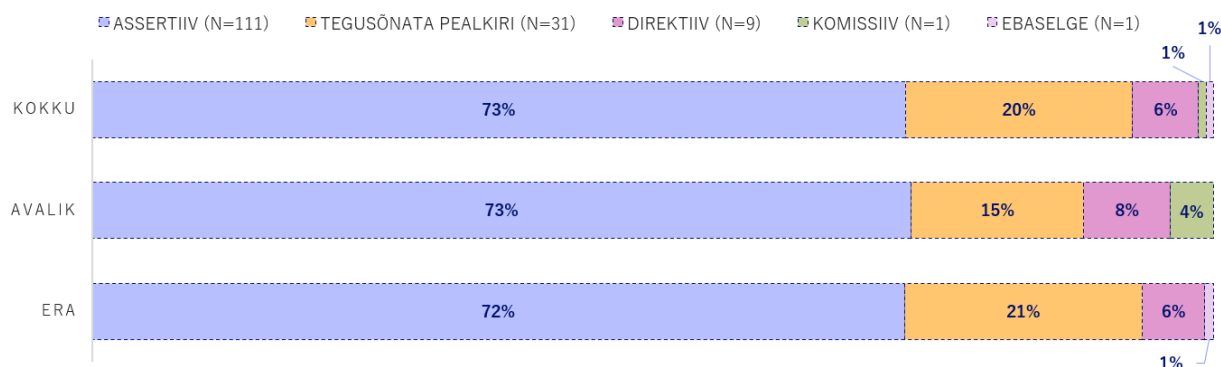 ASSERTIIV (N=111) TEGUSÕNATA PEALKIRI (N=31) DIREKTIIV (N=9) KOMISSIIV (N=1) EBASELGE (N=1)
1%
1%
KOKKU 73% 20% 6%
AVALIK 73% 15% 8% 4%
ERA 72% 21% 6%
1%